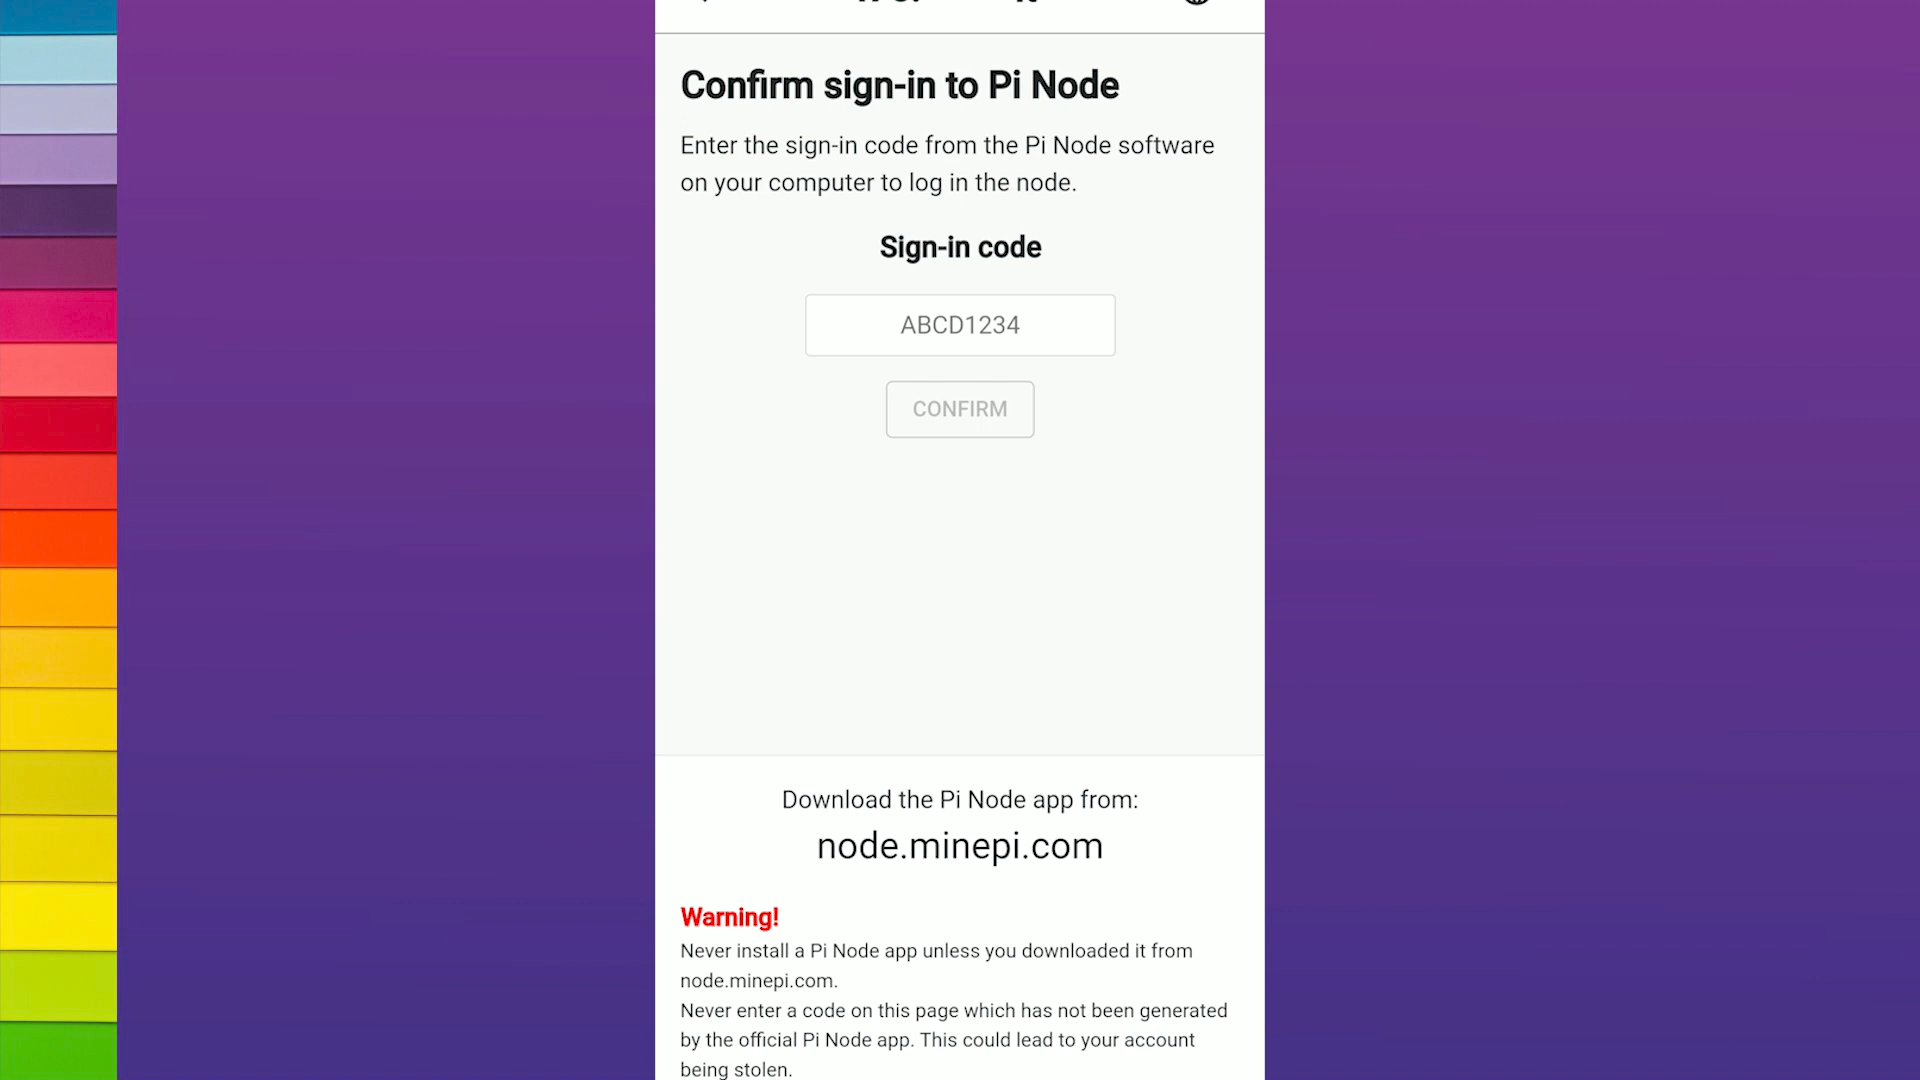 Confirm sign-in to Pi Node
Enter the sign-in code from the Pi Node software
on your computer to log in the node.
Sign-in code
ABCD1234
CONFIRM
Download the Pi Node app from:
node.minepi.com
Warning!
Never install a Pi Node app unless you downloaded it from
node.minepi.com.
Never enter a code on this page which has not been generated
by the official Pi Node app. This could lead to your account
being stolen.